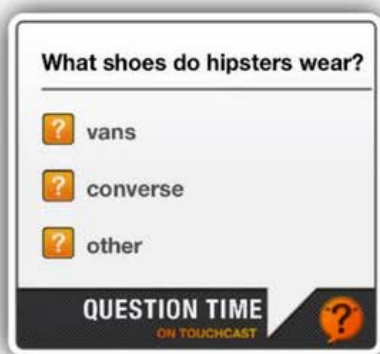 What shoes do hipsters wear?
? vans
? converse
? other
QUESTION TIME
ON TOUCHCAST
?